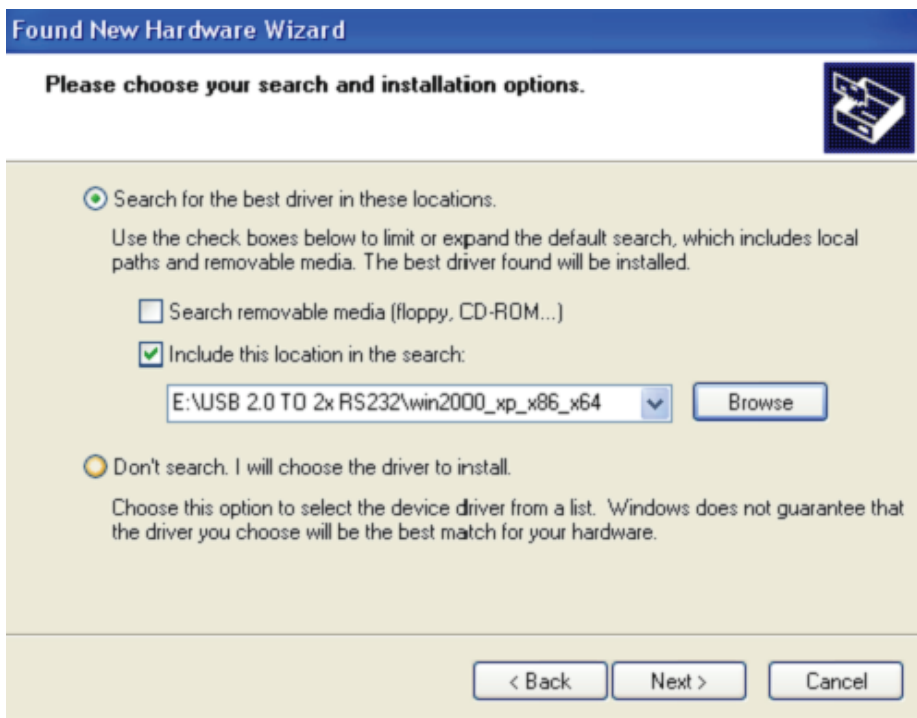 Found New Hardware Wizard
Please choose your search and installation options.
Search for the best driver in these locations.
Use the check boxes below to limit or expand the default search, which includes local
paths and removable media. The best driver found will be installed.
Search removable media (floppy, CD-ROM...)
Include this location in the search:
E:\USB 2.0 TO 2x RS232\win2000_xp_x86_x64
Browse
Don't search. I will choose the driver to install.
Choose this option to select the device driver from a list. Windows does not guarantee that
the driver you choose will be the best match for your hardware.
< Back Next > Cancel